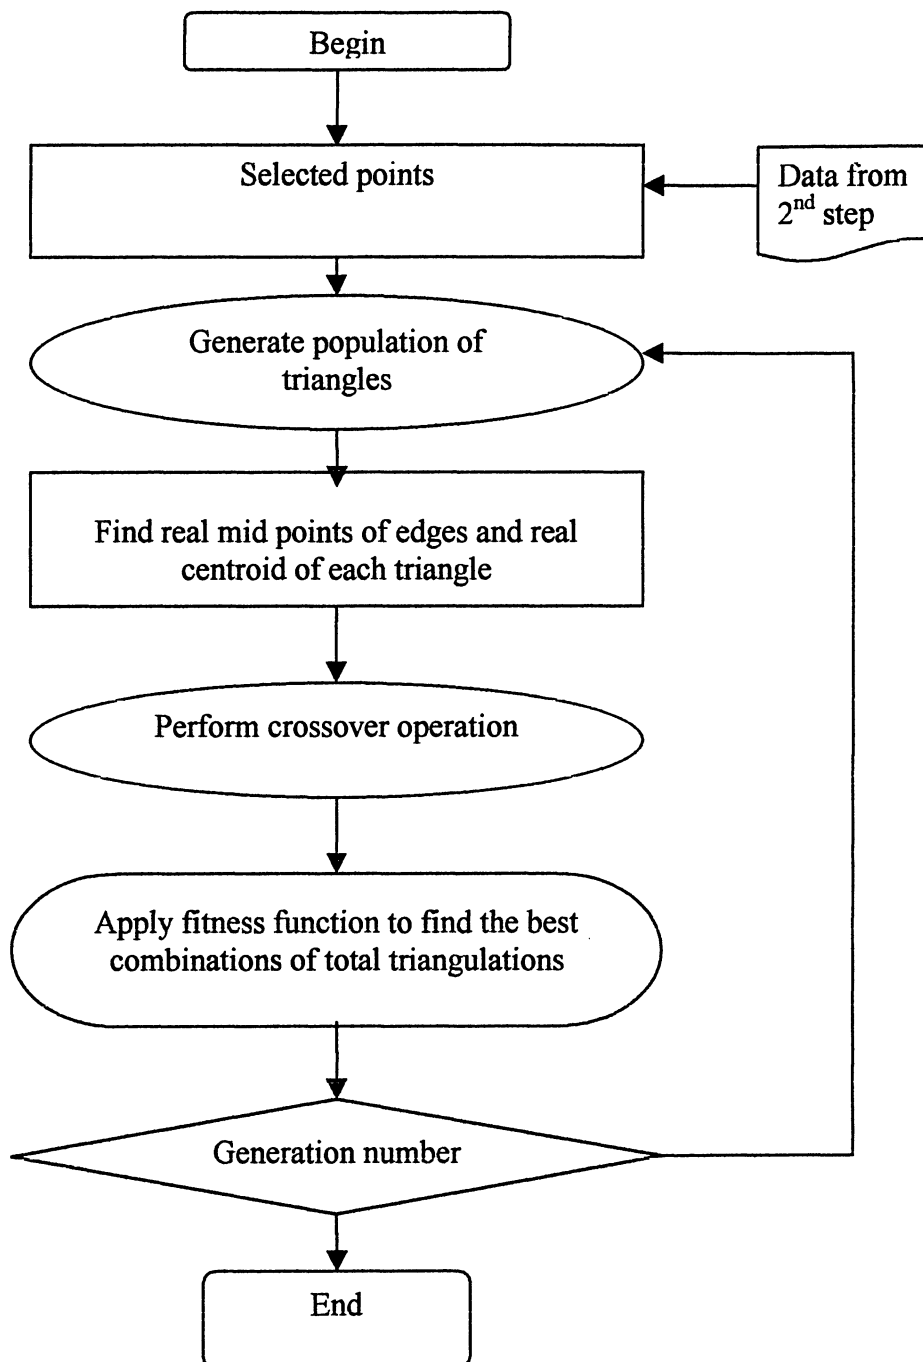 Begin
Selected points
Data from
2nd step
Generate population of
triangles
Find real mid points of edges and real
centroid of each triangle
Perform crossover operation
Apply fitness function to find the best
combinations of total triangulations
Generation number
End